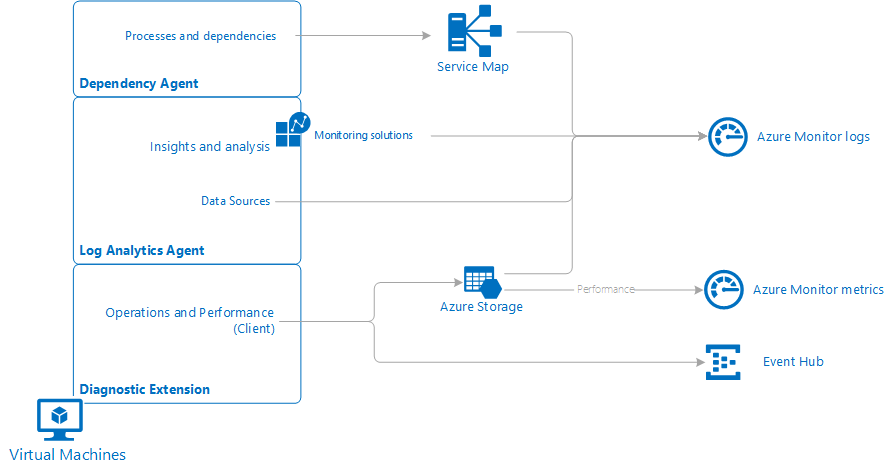 Processes and dependencies
Service Map
Dependency Agent
Monitoring solutions
Azure Monitor logs
Insights and analysis
Data Sources
Log Analytics Agent
Operations and Performance
(Client)
Azure Storage
Performance
Azure Monitor metrics
Event Hub
Diagnostic Extension
Virtual Machines